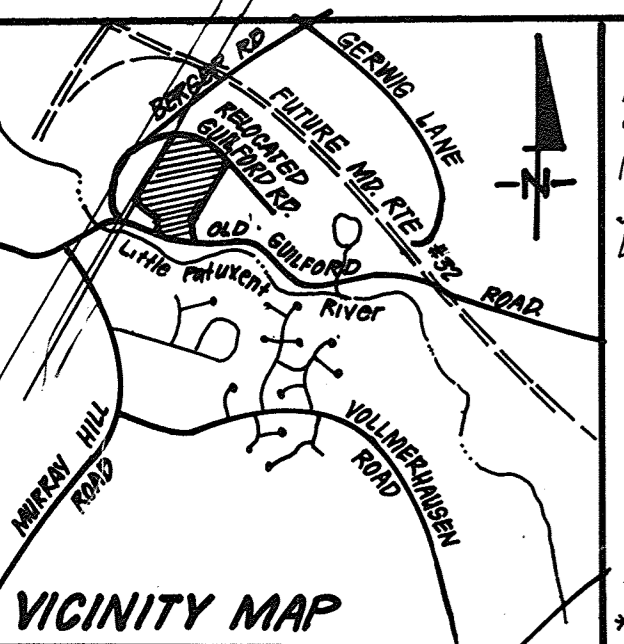 BERGER RD
GERWIG LANE
FUTURE MD. RTE #32
RELOCATED
GUILFORD RD.
N
OLD GUILFORD ROAD
Little Patuxent River
MURRAY HILL
ROAD
VOLLMERHAUSEN
ROAD
VICINITY MAP
*